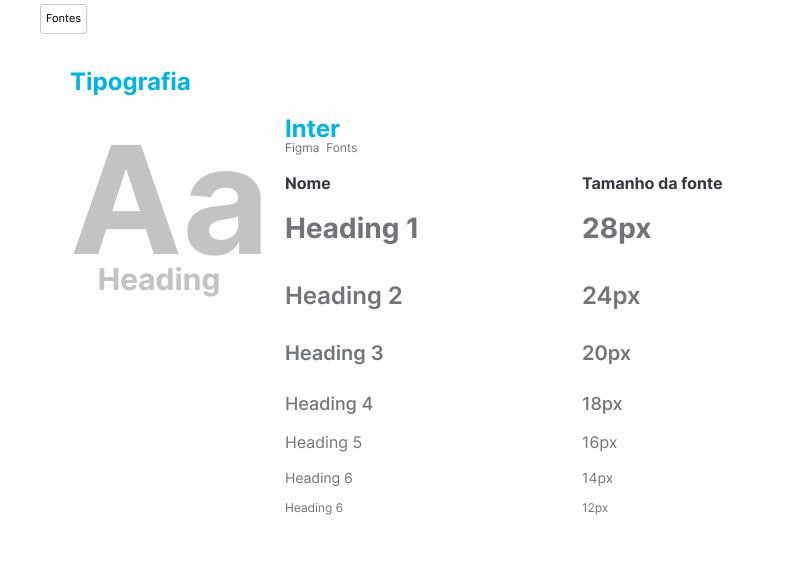 Fontes
Tipografia
Aa
Heading
Inter
Figma Fonts
Nome Tamanho da fonte
Heading 1 28px
Heading 2 24px
Heading 3 20px
Heading 4 18px
Heading 5 16px
Heading 6 14px
Heading 6 12px